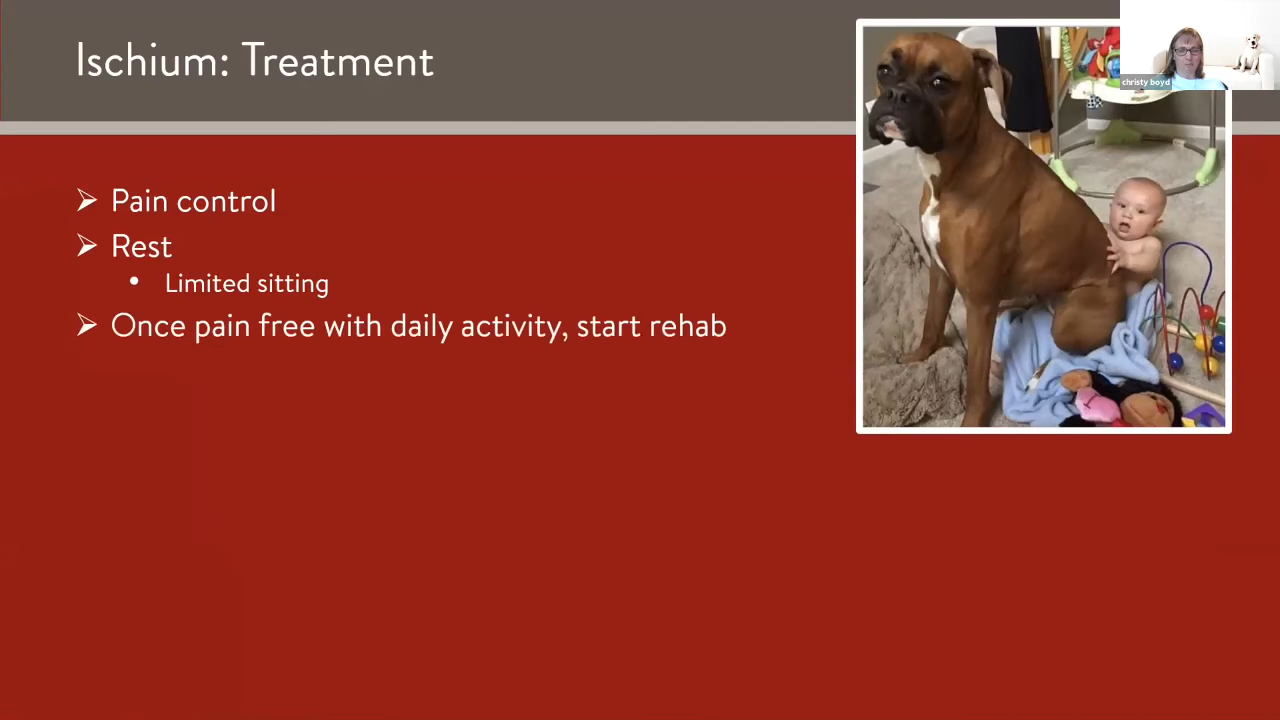 Ischium: Treatment
christy boyd
➢ Pain control
➢ Rest
• Limited sitting
➢ Once pain free with daily activity, start rehab